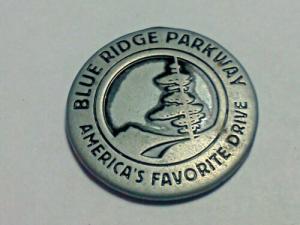 BLUE RIDGE PARKWAY
AMERICA'S FAVORITE DRIVE